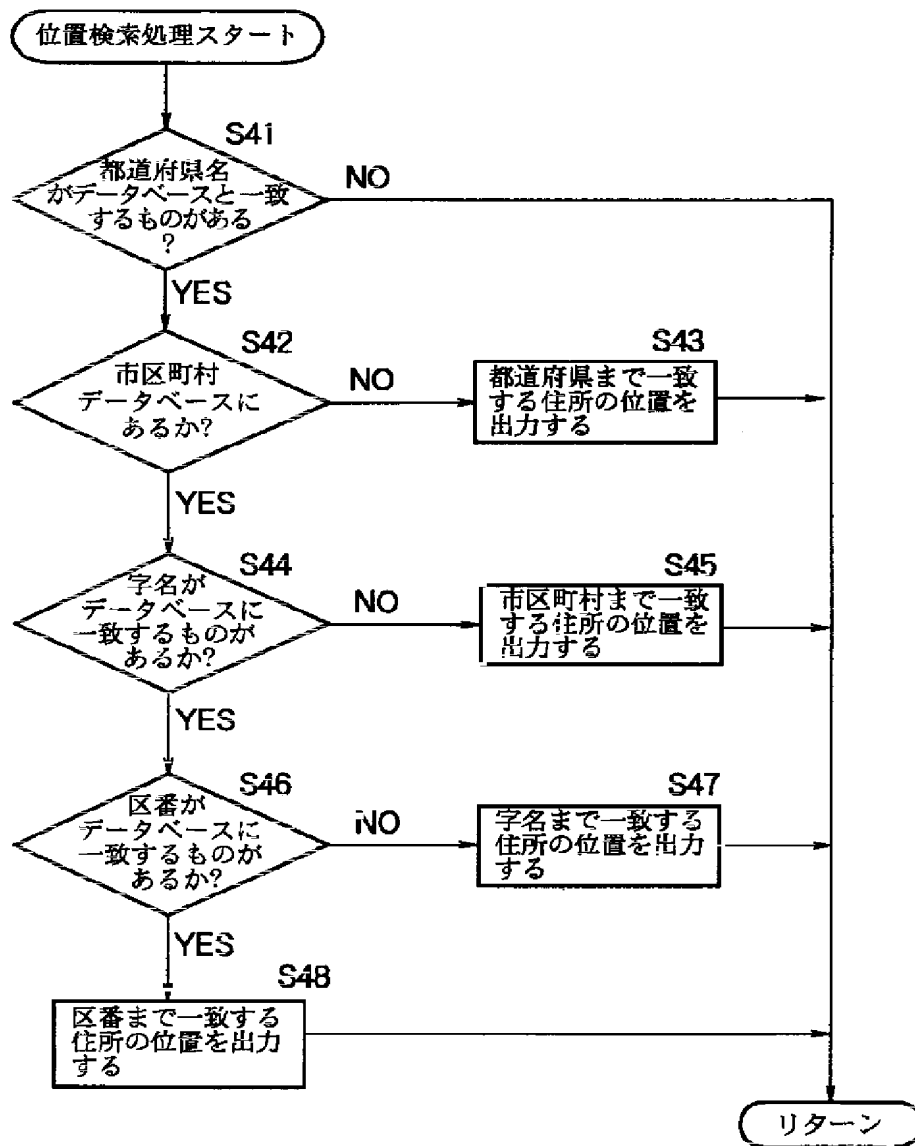 位置検索処理スタート
S41
都道府県名
がデータベースと一致
するものがある
?
NO
YES
S42
市区町村
データベースに
あるか?
NO
S43
都道府県まで一致
する住所の位置を
出力する
YES
S44
字名が
データベースに
一致するものが
あるか?
NO
S45
市区町村まで一致
する住所の位置を
出力する
YES
S46
区番が
データベースに
一致するものが
あるか?
NO
S47
字名まで一致する
住所の位置を出力
する
YES
S48
区番まで一致する
住所の位置を出力
する
リターン